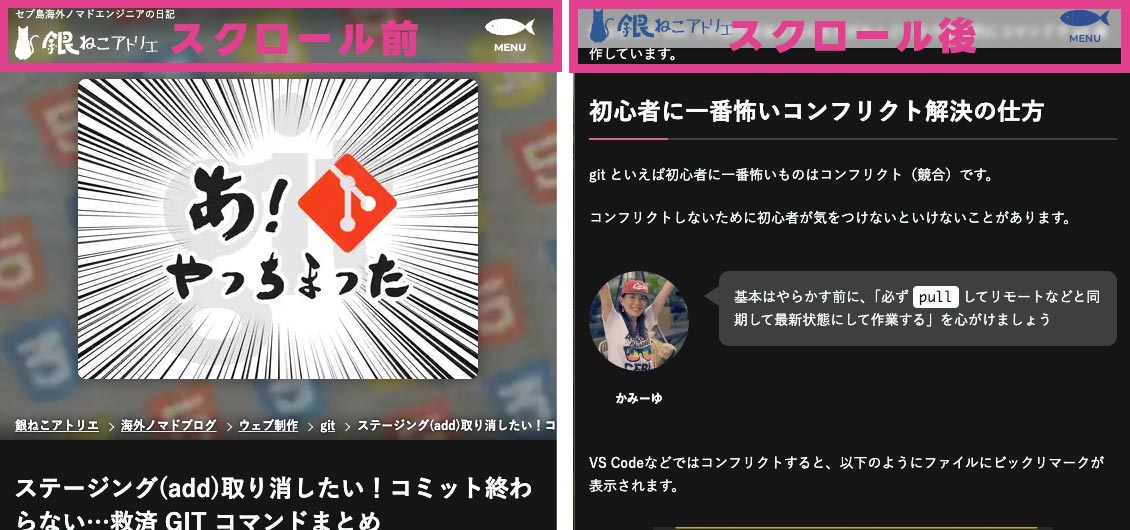 セブ島海外ノマドエンジニアの日記
銀ねこアトリエ
スクロール前
MENU
あ!
やっちまった
銀ねこアトリエ > 海外ノマドブログ > ウェブ制作 > git > ステージング(add)取り消したい！コ
ステージング(add)取り消したい！コミット終わ
らない…救済 GIT コマンドまとめ
銀ねこアトリエ
スクロール後
MENU
作しています。
初心者に一番怖いコンフリクト解決の仕方
git といえば初心者に一番怖いものはコンフリクト（競合）です。
コンフリクトしないために初心者が気をつけないといけないことがあります。
基本はやらかす前に、「必ず pull してリモートなどと同
期して最新状態にして作業する」を心がけましょう
かみーゆ
VS Codeなどではコンフリクトすると、以下のようにファイルにビックリマークが
表示されます。